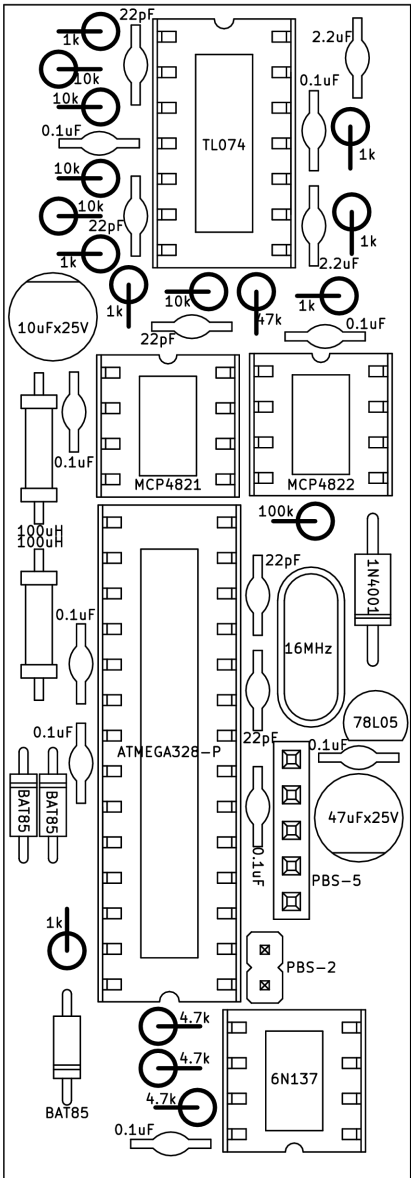 22pF
1k
2.2uF
10k
0.1uF
10k
0.1uF
TL074
1k
10k
10k
22pF
1k
1k
2.2uF
10k
1k
1k
47k
10uFx25V
22pF
0.1uF
0.1uF
MCP4821
MCP4822
100k
100uH
100uH
22pF
1N4001
0.1uF
16MHz
78L05
0.1uF
22pF
0.1uF
ATMEGA328-P
BAT85
BAT85
47uFx25V
0.1uF
PBS-5
1k
PBS-2
4.7k
4.7k
6N137
4.7k
BAT85
0.1uF